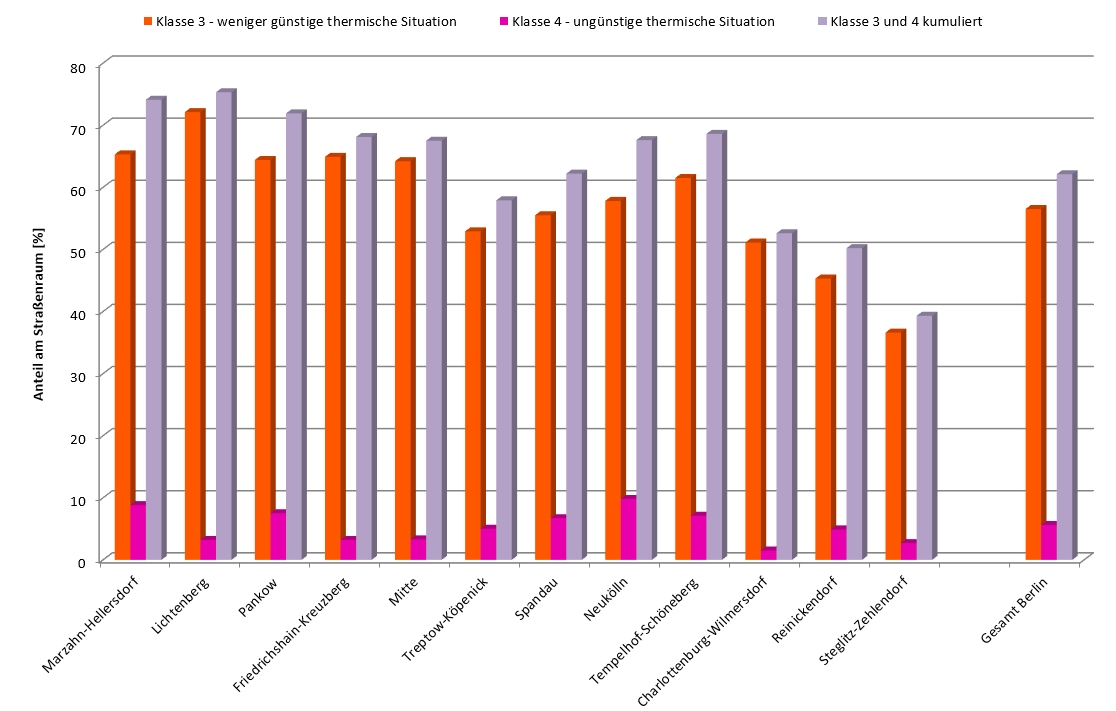 Klasse 3 - weniger günstige thermische Situation
Klasse 4 - ungünstige thermische Situation
Klasse 3 und 4 kumuliert
Anteil am Straßenraum [%]
80
70
60
50
40
30
20
10
0
Marzahn-Hellersdorf
Lichtenberg
Pankow
Friedrichshain-Kreuzberg
Mitte
Treptow-Köpenick
Spandau
Neukölln
Tempelhof-Schöneberg
Charlottenburg-Wilmersdorf
Reinickendorf
Steglitz-Zehlendorf
Gesamt Berlin